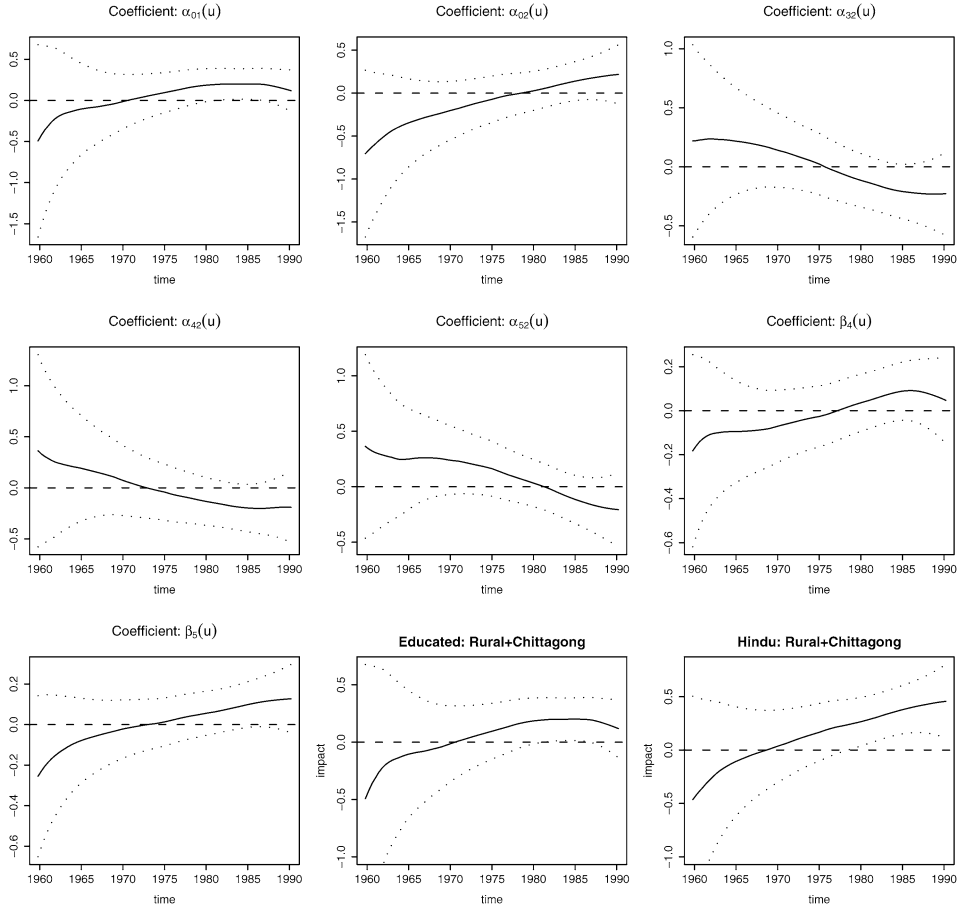 Coefficient: α₀₁(u)
0.5
0.0
−0.5
−1.0
−1.5
1960 1965 1970 1975 1980 1985 1990
time
Coefficient: α₀₂(u)
0.5
0.0
−0.5
−1.0
−1.5
1960 1965 1970 1975 1980 1985 1990
time
Coefficient: α₃₂(u)
1.0
0.5
0.0
−0.5
1960 1965 1970 1975 1980 1985 1990
time
Coefficient: α₄₂(u)
1.0
0.5
0.0
−0.5
1960 1965 1970 1975 1980 1985 1990
time
Coefficient: α₅₂(u)
1.0
0.5
0.0
−0.5
1960 1965 1970 1975 1980 1985 1990
time
Coefficient: β₄(u)
0.2
0.0
−0.2
−0.4
−0.6
1960 1965 1970 1975 1980 1985 1990
time
Coefficient: β₅(u)
0.2
0.0
−0.2
−0.4
−0.6
1960 1965 1970 1975 1980 1985 1990
time
Educated: Rural+Chittagong
impact
0.5
0.0
−0.5
−1.0
1960 1965 1970 1975 1980 1985 1990
time
Hindu: Rural+Chittagong
impact
0.5
0.0
−0.5
−1.0
1960 1965 1970 1975 1980 1985 1990
time